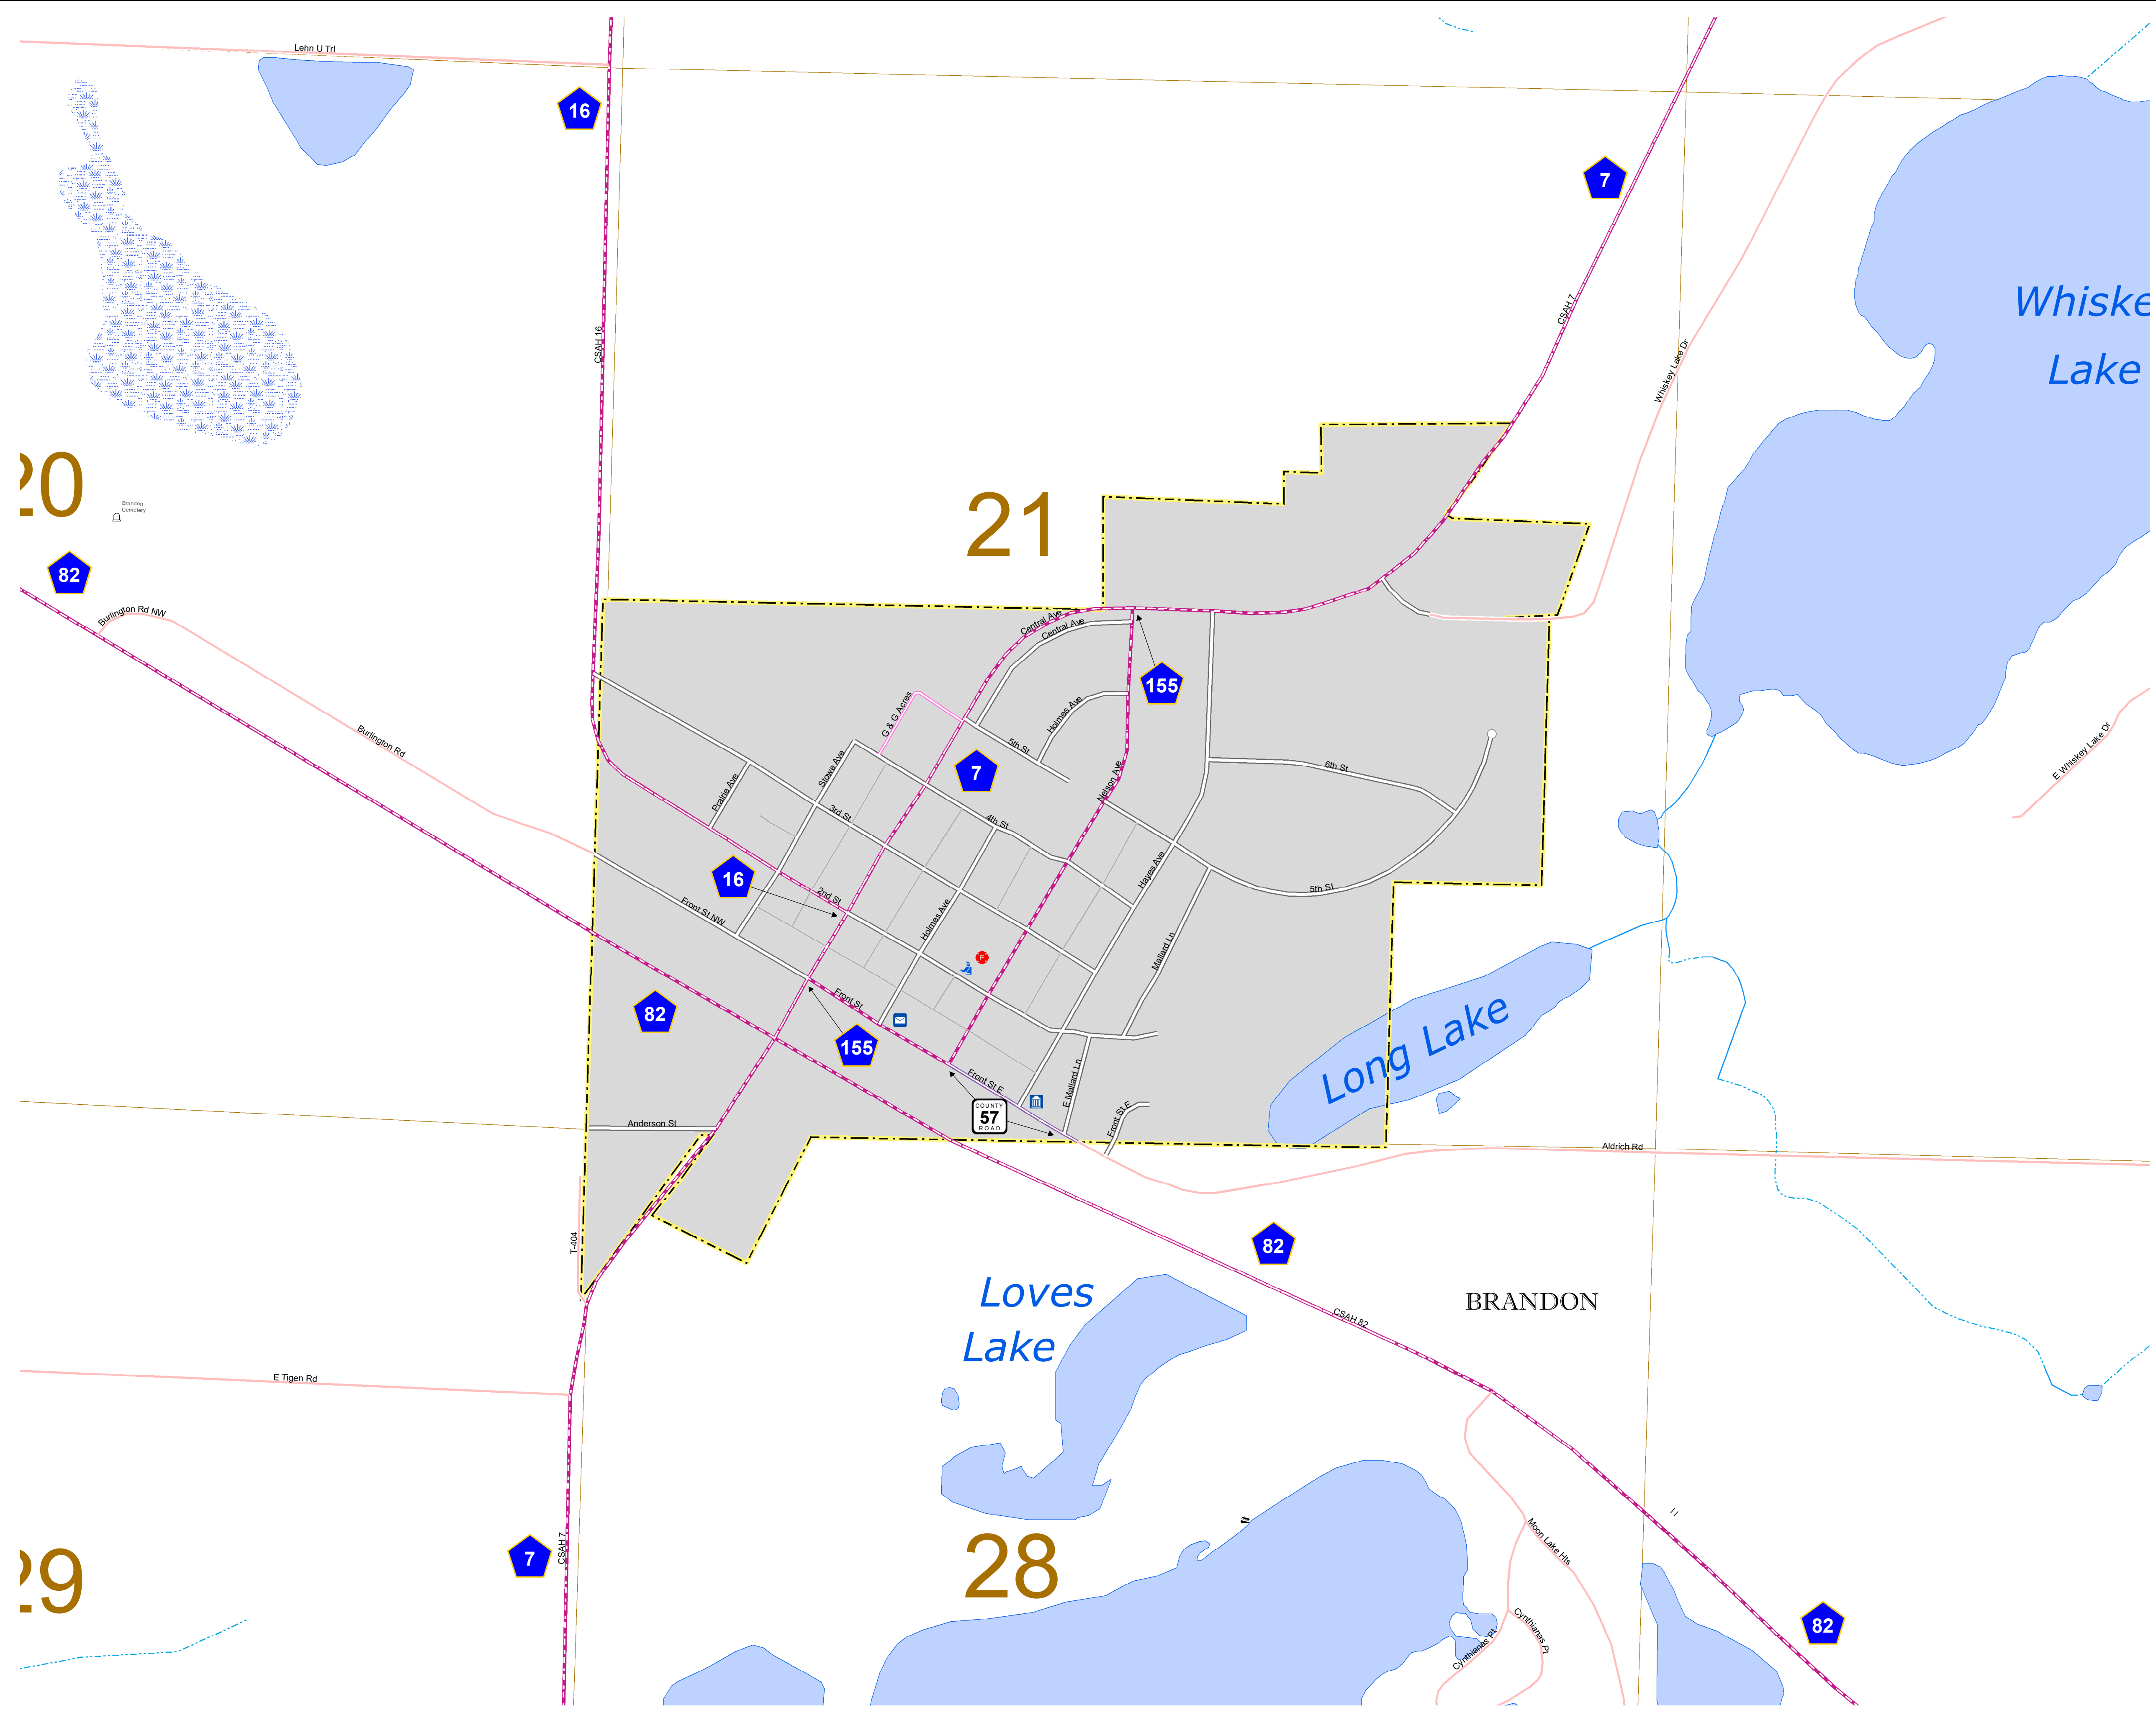 Lehn U Trl
16
7
CSAH 7
CSAH 16
Whiskey Lake Dr
Whiske
Lake
20
21
Brandon
Cemetery
82
Burlington Rd NW
Burlington Rd
Central Ave
Central Ave
155
G & G Acres
Holmes Ave
5th St
7
Stowe Ave
Prairie Ave
Nelson Ave
6th St
E Whiskey Lake Dr
3rd St
4th St
16
2nd St
Hayes Ave
5th St
Front St NW
Holmes Ave
Mallard Ln
F
82
Front St
155
Long Lake
Front St E
E Mallard Ln
COUNTY
57
ROAD
Front St E
Anderson St
Aldrich Rd
T-404
82
Loves
Lake
BRANDON
CSAH 82
E Tigen Rd
7
CSAH 7
28
29
Moon Lake Hts
Cynthianas Pt
Cynthianas Pt
82